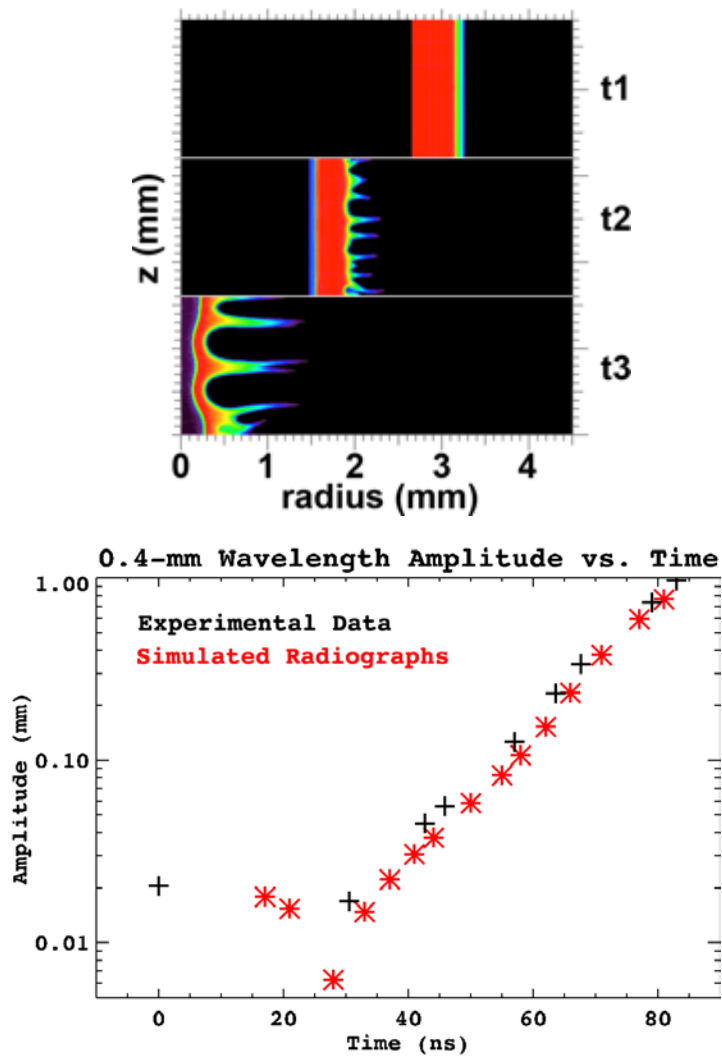 t1
z (mm)
t2
t3
0 1 2 3 4
radius (mm)
0.4-mm Wavelength Amplitude vs. Time
1.00
Experimental Data
Simulated Radiographs
Amplitude (mm)
0.10
0.01
0 20 40 60 80
Time (ns)